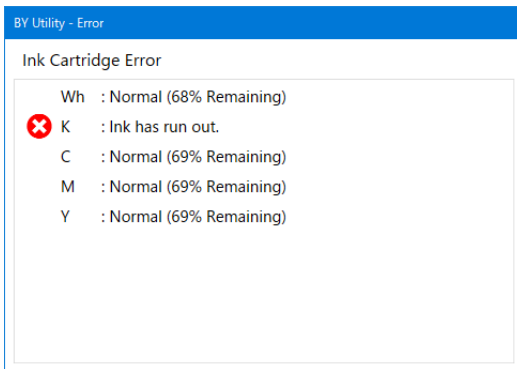 BY Utility - Error
Ink Cartridge Error
Wh : Normal (68% Remaining)
K : Ink has run out.
C : Normal (69% Remaining)
M : Normal (69% Remaining)
Y : Normal (69% Remaining)